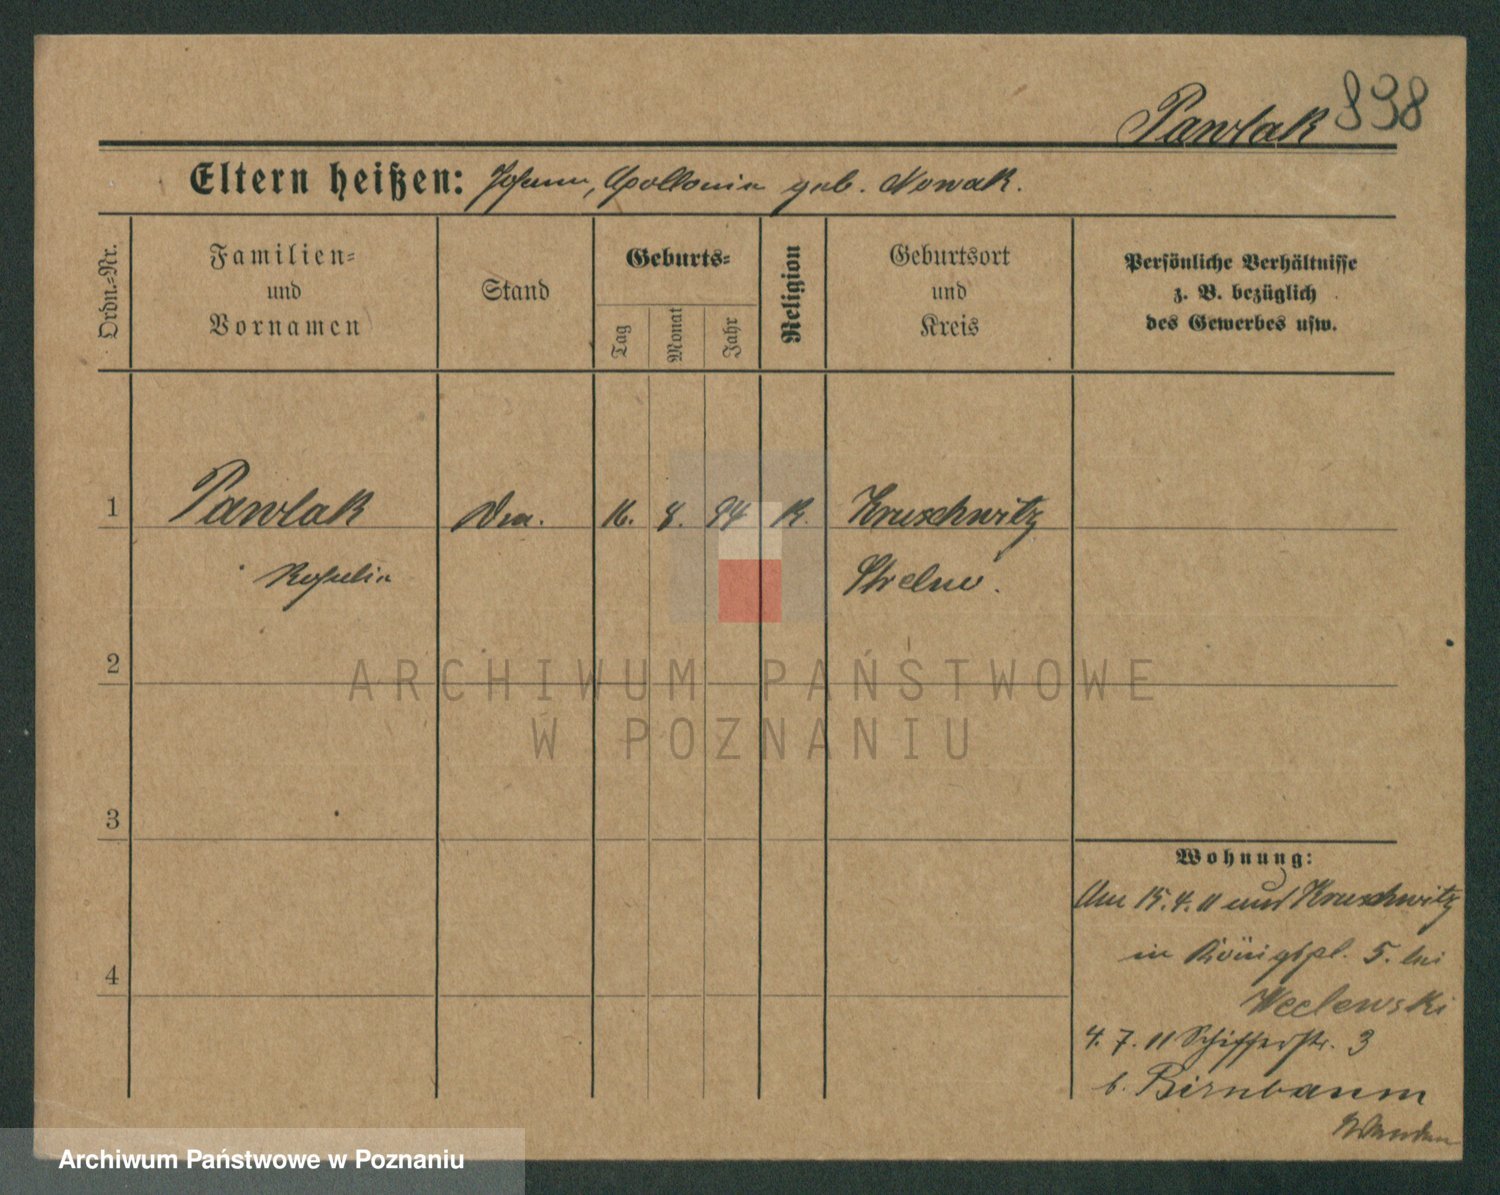 Pawlak 838
Eltern heißen: Johann, Apollonia geb. Nowak.
Ordn.-Nr.
Familien-
und
Vornamen
Stand
Geburts-
Tag
Monat
Jahr
Religion
Geburtsort
und
Kreis
Persönliche Verhältnisse
z. B. bezüglich
des Gewerbes usw.
1 Pawlak 16. 8. 94 K. Kruschwitz
Rosalia Strelno.
2
ARCHIWUM PAŃSTWOWE
W POZNANIU
3
Wohnung:
Am 15.4.11 Kruschwitz
in Königspl. 5. bei
Weclewski
4
4. 7. 11 Schifferstr. 3
b. Birnbaum
Archiwum Państwowe w Poznaniu